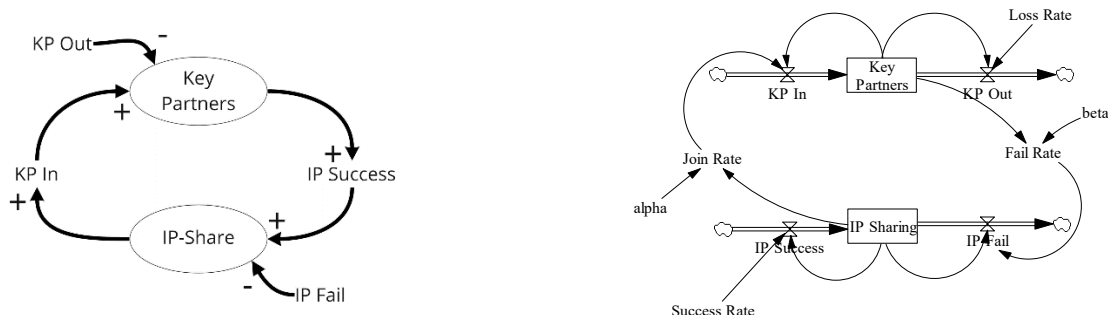 KP Out
-
Key
Partners
+
+
KP In
IP Success
+
+
IP-Share
-
IP Fail
Loss Rate
Key
Partners
KP In
KP Out
beta
Join Rate
Fail Rate
alpha
IP Sharing
IP Success
IP Fail
Success Rate